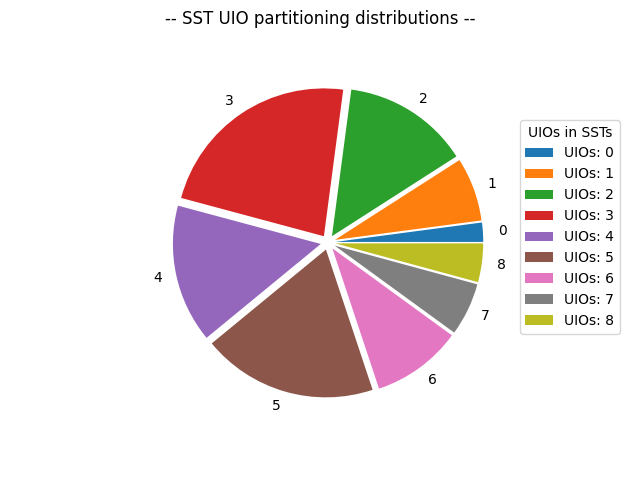 -- SST UIO partitioning distributions --
3
2
1
0
4
5
6
7
8
UIOs in SSTs
UIOs: 0
UIOs: 1
UIOs: 2
UIOs: 3
UIOs: 4
UIOs: 5
UIOs: 6
UIOs: 7
UIOs: 8